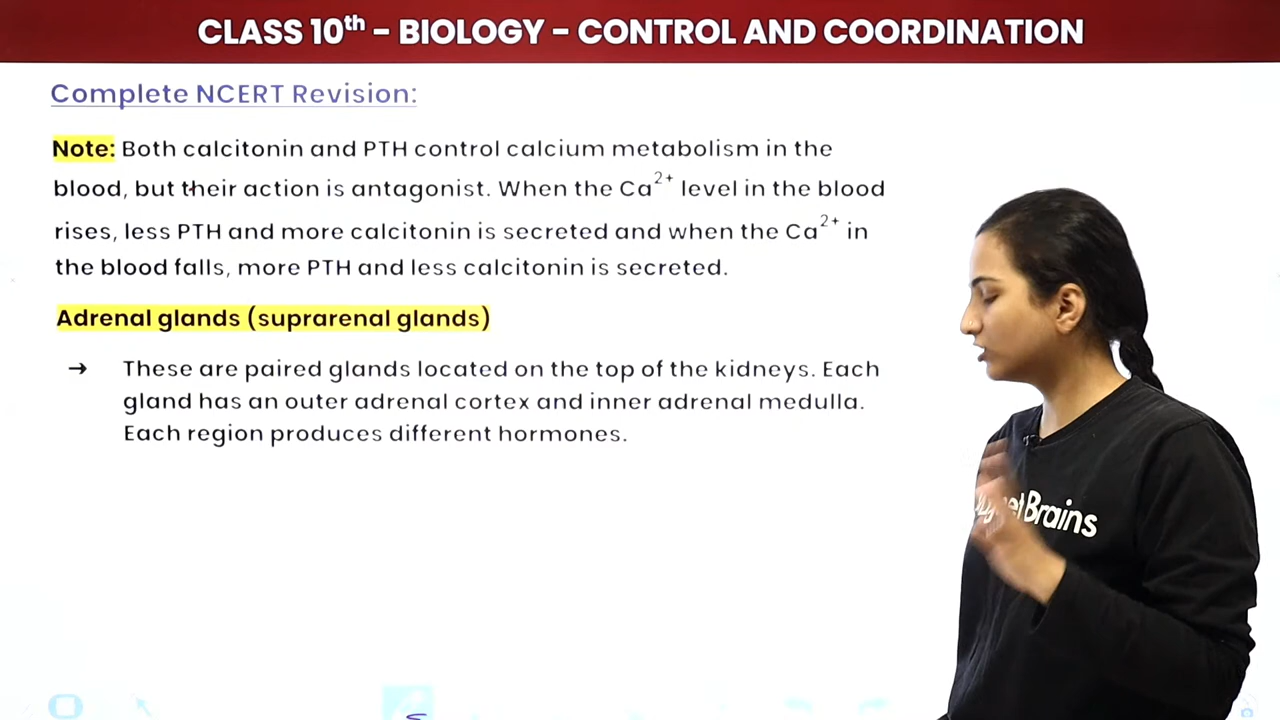 CLASS 10th - BIOLOGY - CONTROL AND COORDINATION
Complete NCERT Revision:
Note: Both calcitonin and PTH control calcium metabolism in the
blood, but their action is antagonist. When the Ca2+ level in the blood
rises, less PTH and more calcitonin is secreted and when the Ca2+ in
the blood falls, more PTH and less calcitonin is secreted.
Adrenal glands (suprarenal glands)
→ These are paired glands located on the top of the kidneys. Each
gland has an outer adrenal cortex and inner adrenal medulla.
Each region produces different hormones.
Brains